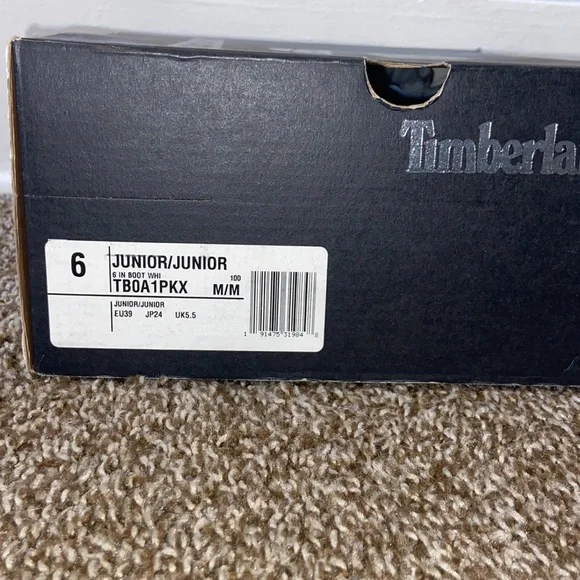 Timberla
6 JUNIOR/JUNIOR
6 IN BOOT WHI 100
TB0A1PKX M/M
JUNIOR/JUNIOR
EU39 JP24 UK5.5
1 91475 31984 8